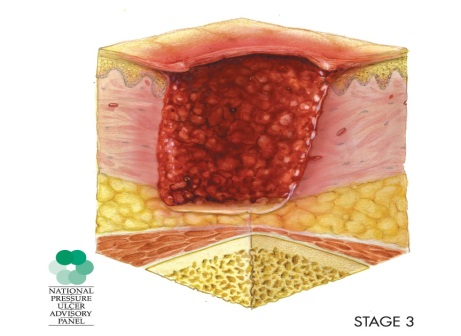 NATIONAL
PRESSURE
ULCER
ADVISORY
PANEL
STAGE 3